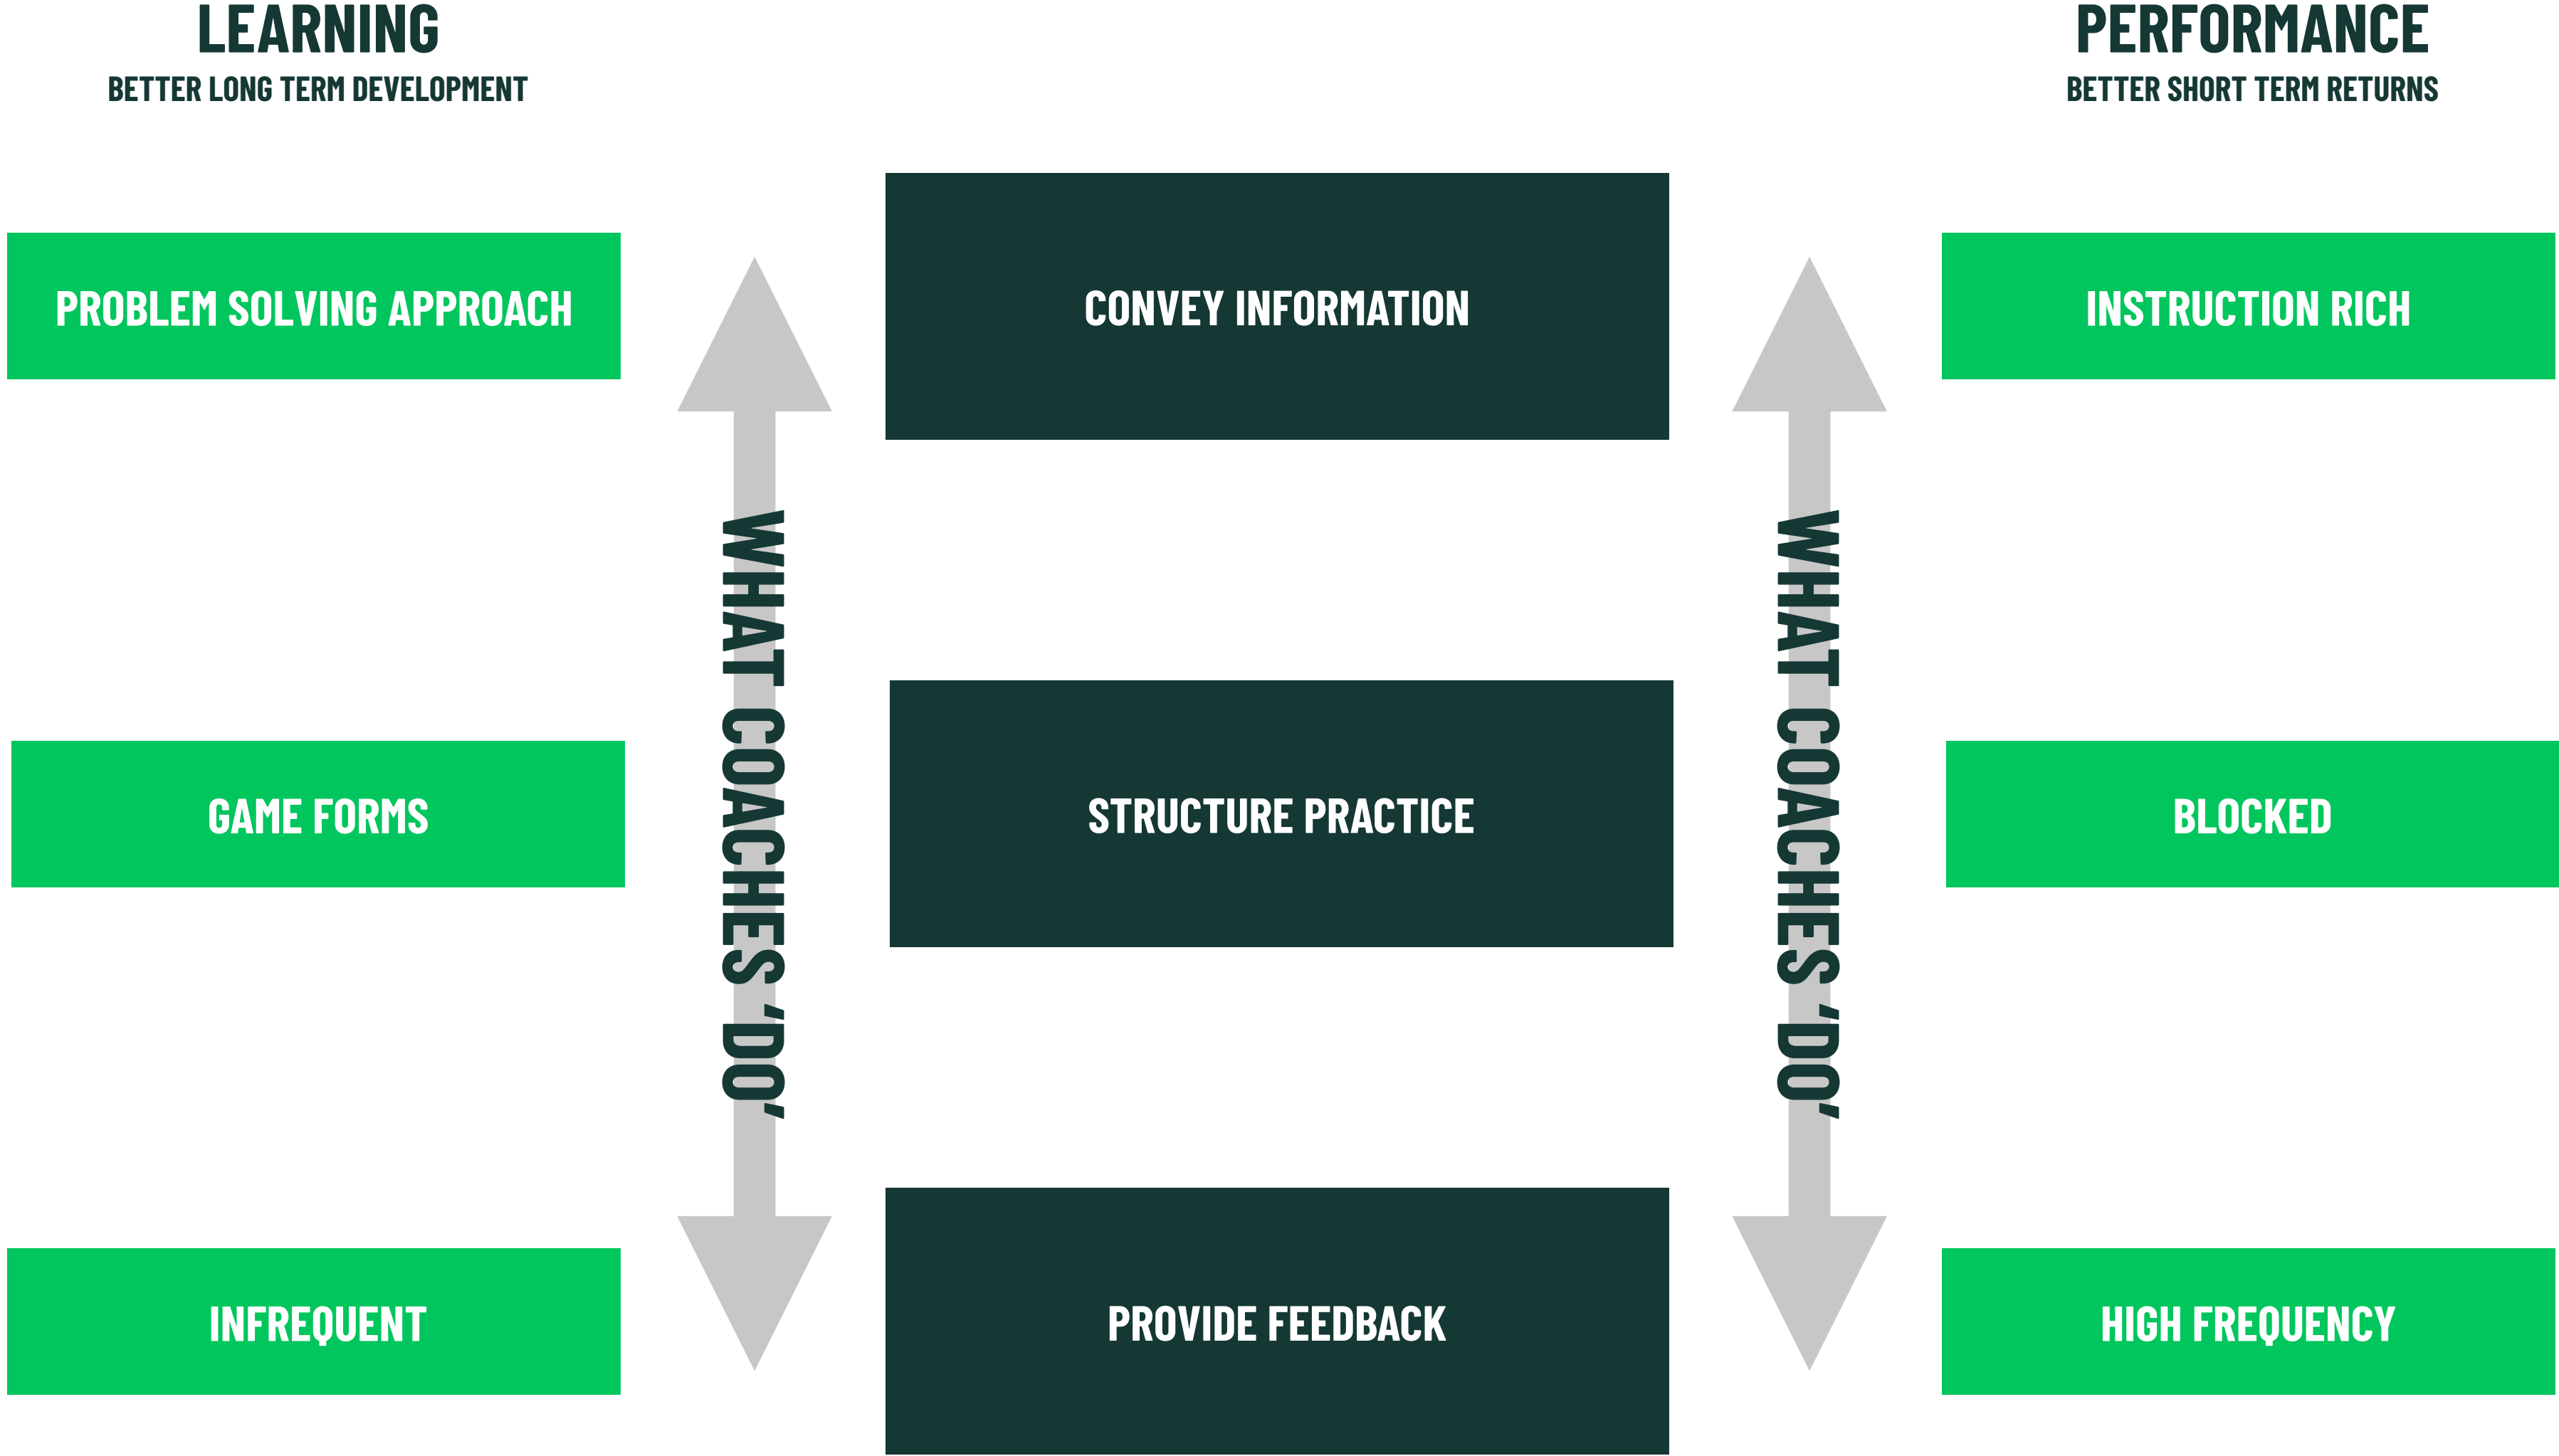 LEARNING
BETTER LONG TERM DEVELOPMENT
PERFORMANCE
BETTER SHORT TERM RETURNS
PROBLEM SOLVING APPROACH
CONVEY INFORMATION
INSTRUCTION RICH
WHAT COACHES ‘DO’
WHAT COACHES ‘DO’
GAME FORMS
STRUCTURE PRACTICE
BLOCKED
INFREQUENT
PROVIDE FEEDBACK
HIGH FREQUENCY